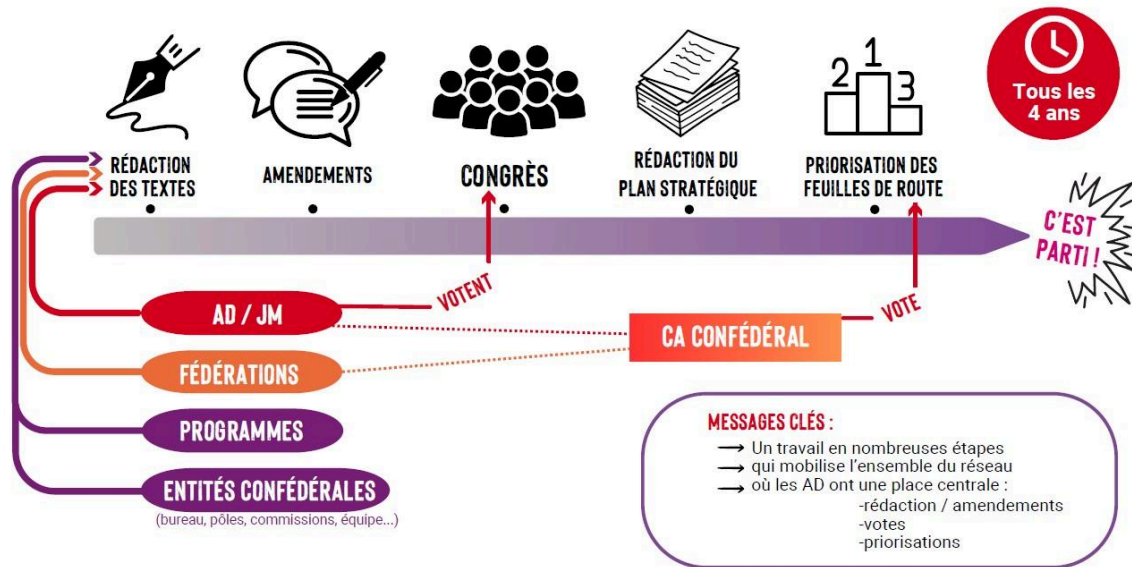 2 1 3
Tous les
4 ans
RÉDACTION
DES TEXTES
AMENDEMENTS
CONGRÈS
RÉDACTION DU
PLAN STRATÉGIQUE
PRIORISATION DES
FEUILLES DE ROUTE
C'EST
PARTI !
AD / JM
VOTENT
FÉDÉRATIONS
CA CONFÉDÉRAL
VOTE
PROGRAMMES
ENTITÉS CONFÉDÉRALES
(bureau, pôles, commissions, équipe...)
MESSAGES CLÉS :
→ Un travail en nombreuses étapes
→ qui mobilise l'ensemble du réseau
→ où les AD ont une place centrale :
-rédaction / amendements
-votes
-priorisations